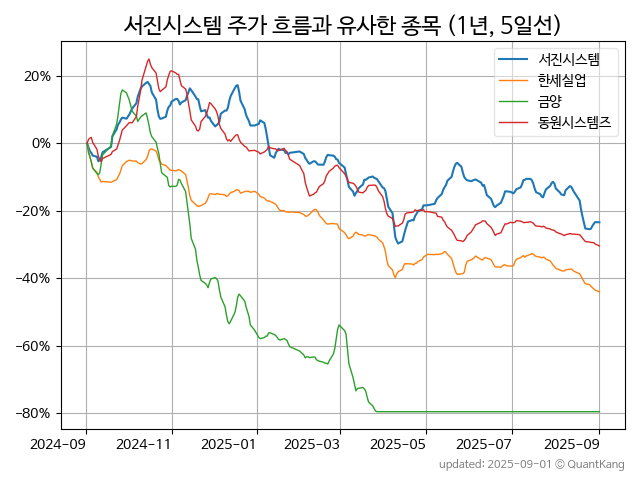 서진시스템 주가 흐름과 유사한 종목 (1년, 5일선)
서진시스템
한세실업
금양
동원시스템즈
20%
0%
−20%
−40%
−60%
−80%
2024-09
2024-11
2025-01
2025-03
2025-05
2025-07
2025-09
updated: 2025-09-01 © QuantKang